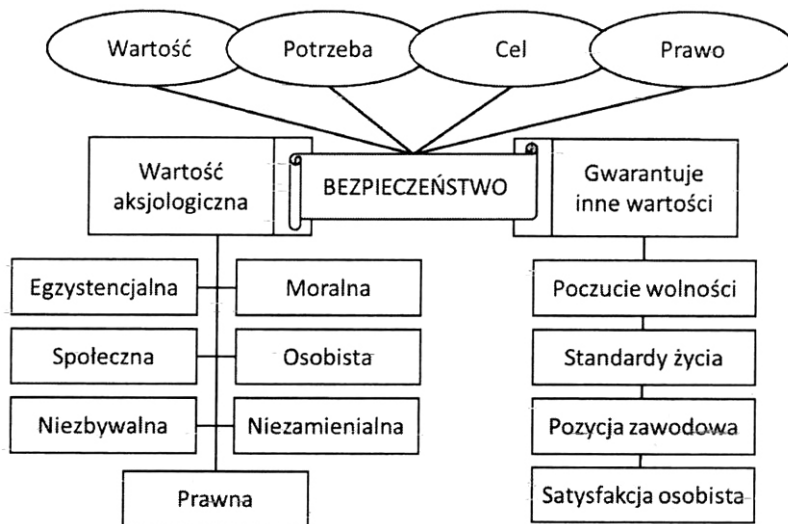 Wartość
Potrzeba
Cel
Prawo
Wartość
aksjologiczna
BEZPIECZEŃSTWO
Gwarantuje
inne wartości
Egzystencjalna
Moralna
Poczucie wolności
Społeczna
Osobista
Standardy życia
Niezbywalna
Niezamienialna
Pozycja zawodowa
Prawna
Satysfakcja osobista